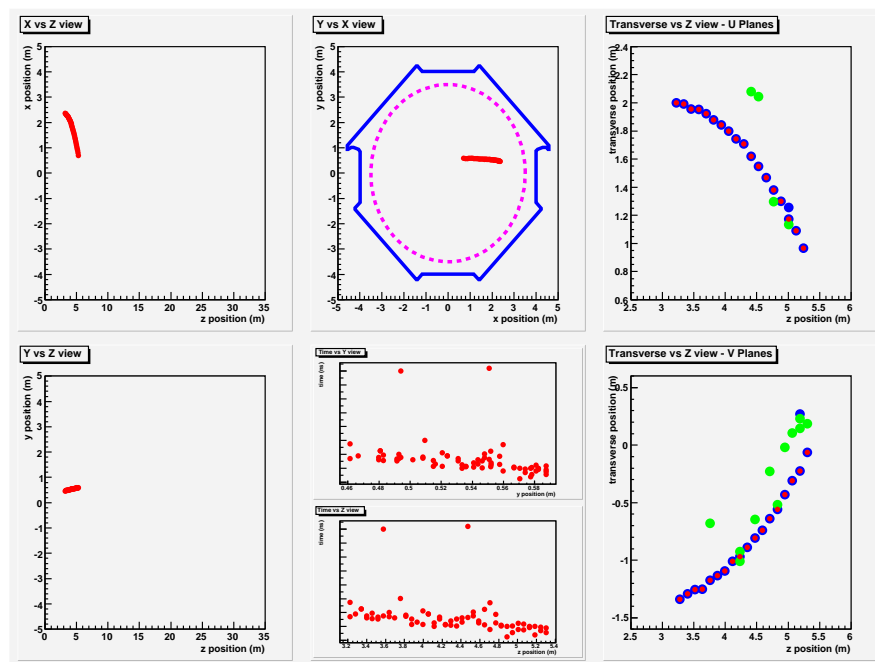 X vs Z view
x position (m)
5
4
3
2
1
0
-1
-2
-3
-4
-5
0 5 10 15 20 25 30 35
z position (m)
Y vs X view
y position (m)
5
4
3
2
1
0
-1
-2
-3
-4
-5
-5 -4 -3 -2 -1 0 1 2 3 4 5
x position (m)
Transverse vs Z view - U Planes
transverse position (m)
2.4
2.2
2
1.8
1.6
1.4
1.2
1
0.8
0.6
2.5 3 3.5 4 4.5 5 5.5 6
z position (m)
Y vs Z view
y position (m)
5
4
3
2
1
0
-1
-2
-3
-4
-5
0 5 10 15 20 25 30 35
z position (m)
Time vs Y view
time (ns)
0.46 0.48 0.5 0.52 0.54 0.56 0.58
y position (m)
Time vs Z view
time (ns)
3.2 3.4 3.6 3.8 4 4.2 4.4 4.6 4.8 5 5.2 5.4
z position (m)
Transverse vs Z view - V Planes
transverse position (m)
0.5
0
-0.5
-1
-1.5
2.5 3 3.5 4 4.5 5 5.5 6
z position (m)